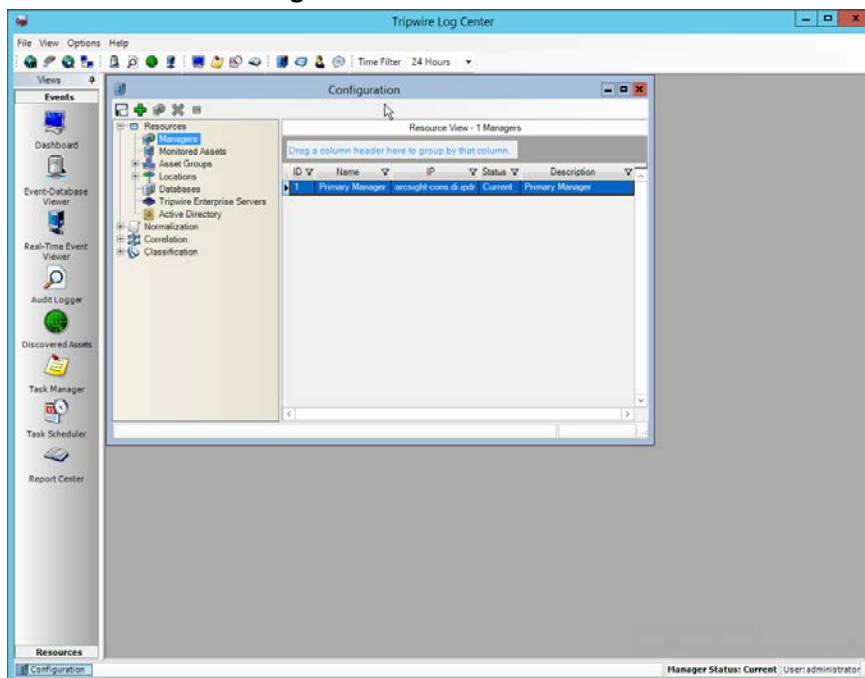 Tripwire Log Center
File View Options Help
Time Filter 24 Hours
Views
Events
Dashboard
Event-Database
Viewer
Real-Time Event
Viewer
Audit Logger
Discovered Assets
Task Manager
Task Scheduler
Report Center
Resources
Configuration
Resources
Managers
Monitored Assets
Asset Groups
Locations
Databases
Tripwire Enterprise Servers
Active Directory
Normalization
Correlation
Classification
Resource View - 1 Managers
Drag a column header here to group by that column.
ID Name IP Status Description
1 Primary Manager arcsight-cons.di.ipdr Current Primary Manager
Configuration
Manager Status: Current User: administrator